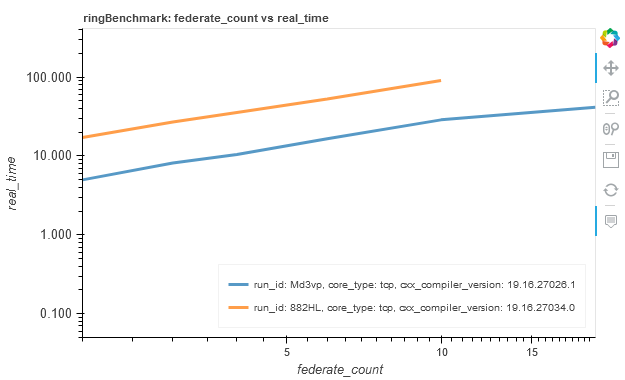 ringBenchmark: federate_count vs real_time
100.000
10.000
1.000
0.100
real_time
run_id: Md3vp, core_type: tcp, cxx_compiler_version: 19.16.27026.1
run_id: 882HL, core_type: tcp, cxx_compiler_version: 19.16.27034.0
5
10
15
federate_count